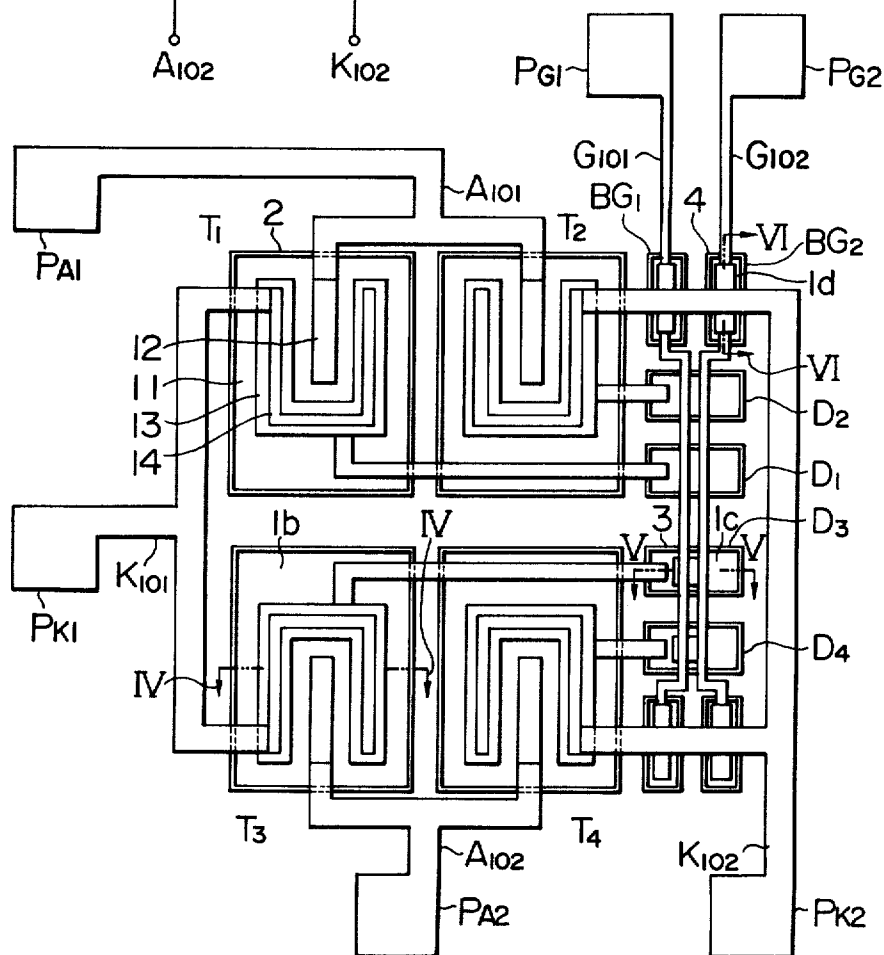 A102 K102
PG1 PG2
G101 G102
A101 BG1 4 VI
T1 2 T2 BG2
PA1 1d
12
11 VI
13 D2
14
D1
1b IV 3 1c D3
V V
K101
PK1
IV D4
T3 T4
A102 K102
PA2 PK2